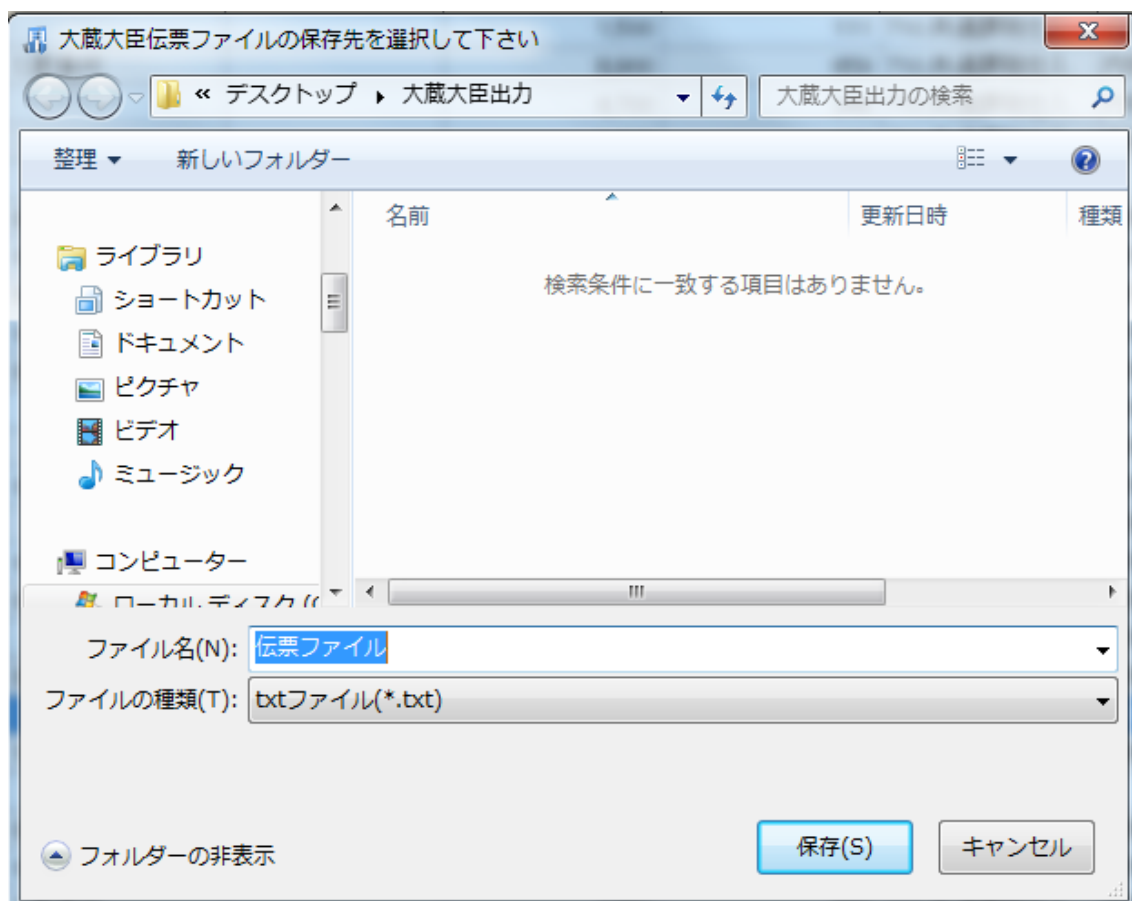 大蔵大臣伝票ファイルの保存先を選択して下さい
« デスクトップ ▸ 大蔵大臣出力
大蔵大臣出力の検索
整理 ▼ 新しいフォルダー
名前 更新日時 種類
検索条件に一致する項目はありません。
ライブラリ
ショートカット
ドキュメント
ピクチャ
ビデオ
ミュージック
コンピューター
ローカル ディスク (C
ファイル名(N): 伝票ファイル
ファイルの種類(T): txtファイル(*.txt)
フォルダーの非表示
保存(S) キャンセル